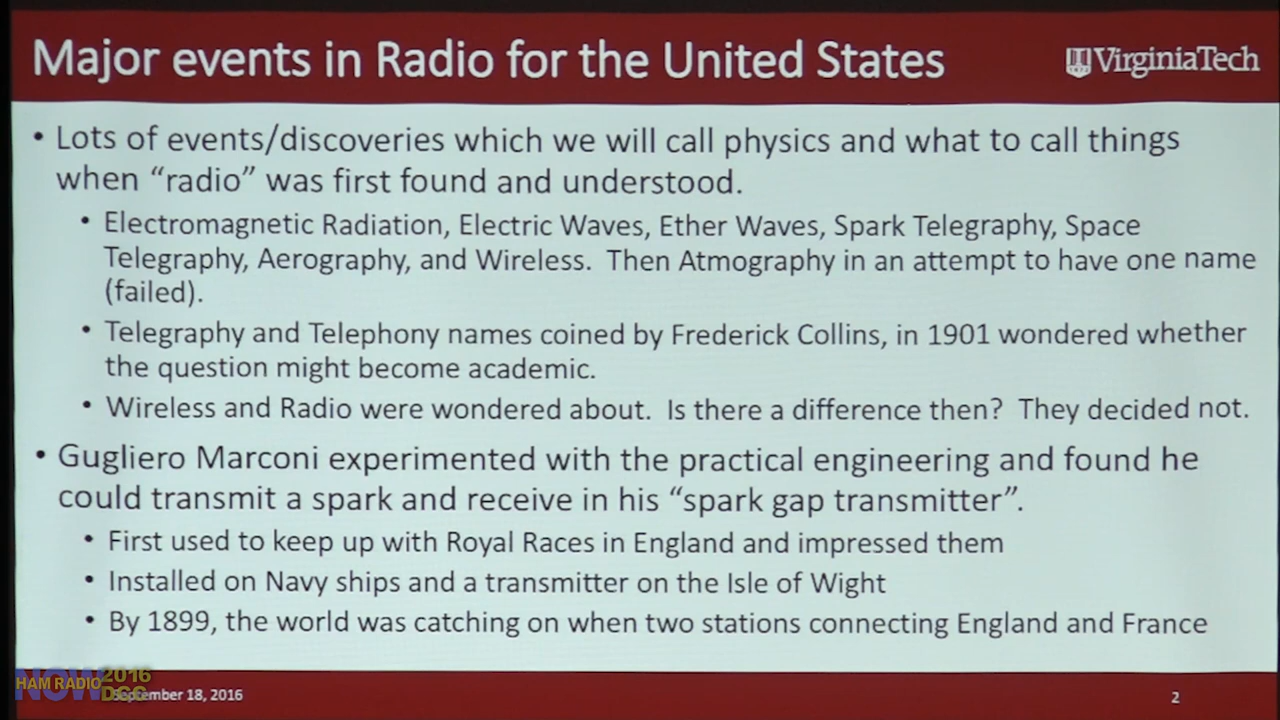 Major events in Radio for the United States
VirginiaTech
• Lots of events/discoveries which we will call physics and what to call things
when “radio” was first found and understood.
• Electromagnetic Radiation, Electric Waves, Ether Waves, Spark Telegraphy, Space
Telegraphy, Aerography, and Wireless. Then Atmography in an attempt to have one name
(failed).
• Telegraphy and Telephony names coined by Frederick Collins, in 1901 wondered whether
the question might become academic.
• Wireless and Radio were wondered about. Is there a difference then? They decided not.
• Gugliero Marconi experimented with the practical engineering and found he
could transmit a spark and receive in his “spark gap transmitter”.
• First used to keep up with Royal Races in England and impressed them
• Installed on Navy ships and a transmitter on the Isle of Wight
• By 1899, the world was catching on when two stations connecting England and France
HAM RADIO NOW 2016 DCC
September 18, 2016
2